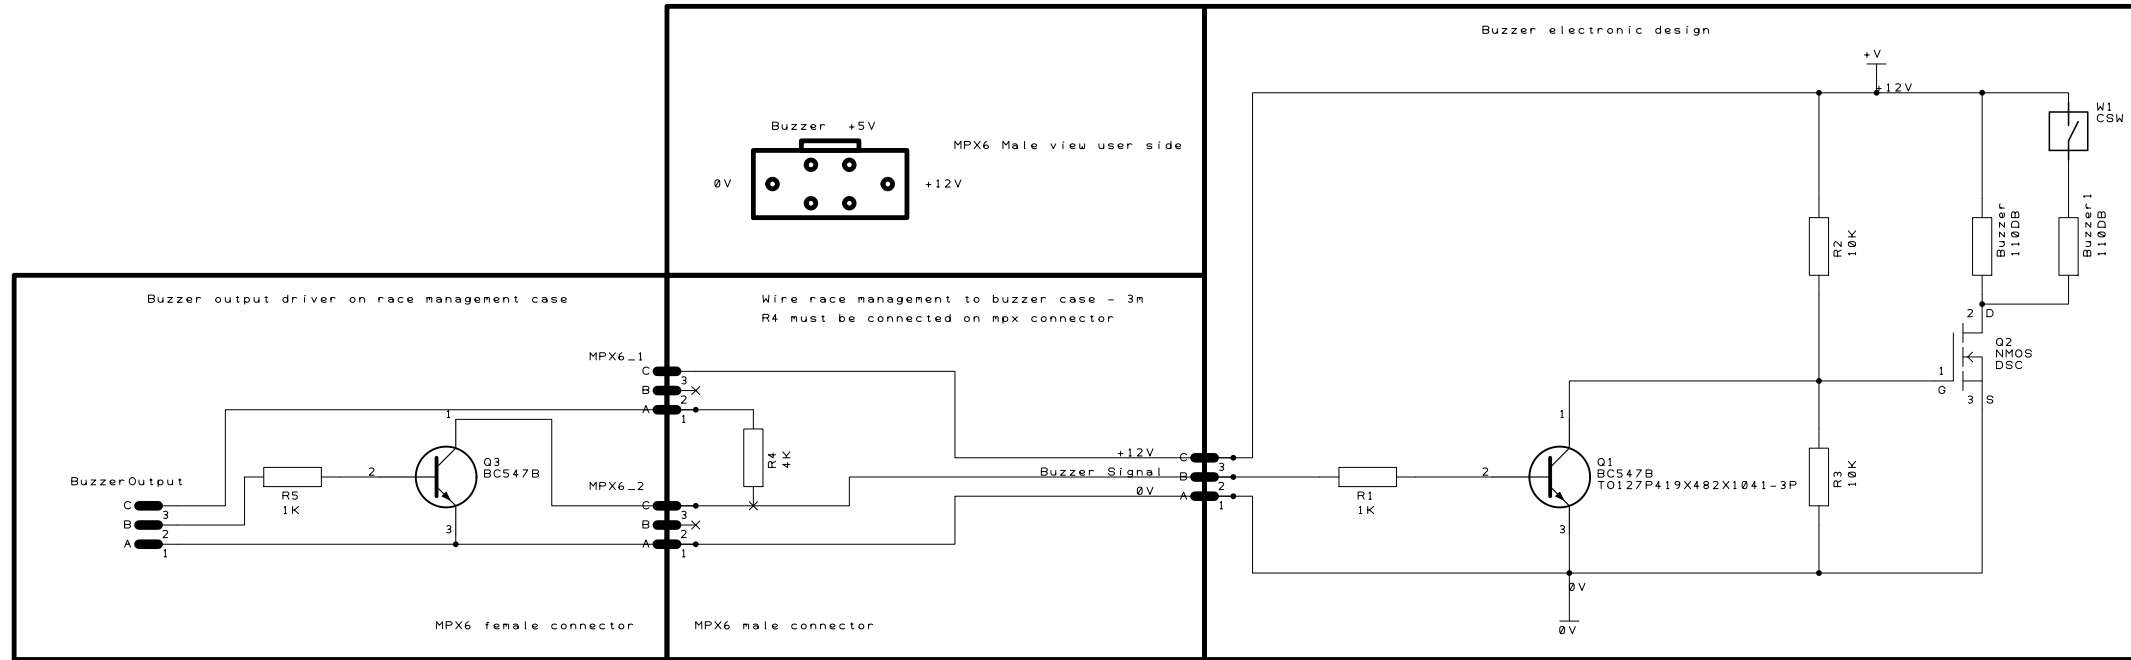 Buzzer electronic design
+V
+12V
W1
CSW
Buzzer +5V
MPX6 Male view user side
0V
+12V
R2
10K
Buzzer
110DB
Buzzer1
110DB
Buzzer output driver on race management case
Wire race management to buzzer case - 3m
R4 must be connected on mpx connector
2 D
Q2
NMOS
DSC
1
G
3 S
MPX6_1
C
3
B
2
A
1
1
R4
4K
Q3
BC547B
2
3
R5
1K
BuzzerOutput
C
3
B
2
A
1
MPX6_2
C
3
B
2
A
1
+12V
Buzzer Signal
0V
C
3
B
2
A
1
R1
1K
2
1
3
Q1
BC547B
TO127P419X482X1041-3P
R3
10K
0V
0V
MPX6 female connector
MPX6 male connector